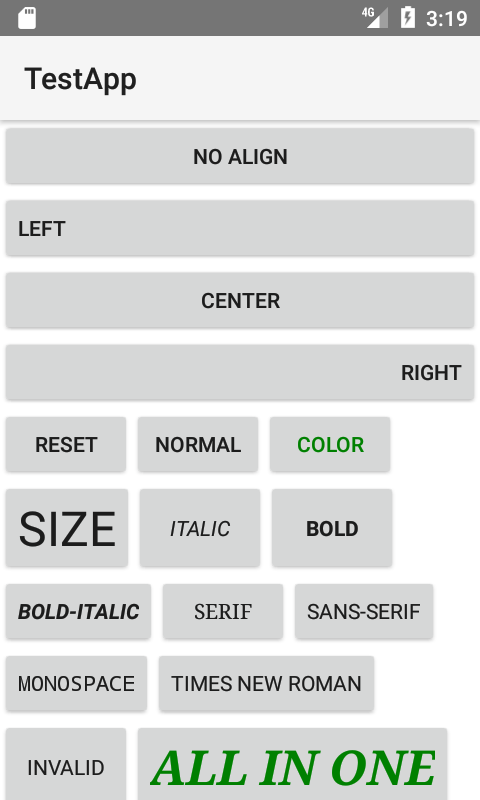 4G 3:19
TestApp
NO ALIGN
LEFT
CENTER
RIGHT
RESET NORMAL COLOR
SIZE ITALIC BOLD
BOLD-ITALIC SERIF SANS-SERIF
MONOSPACE TIMES NEW ROMAN
INVALID ALL IN ONE